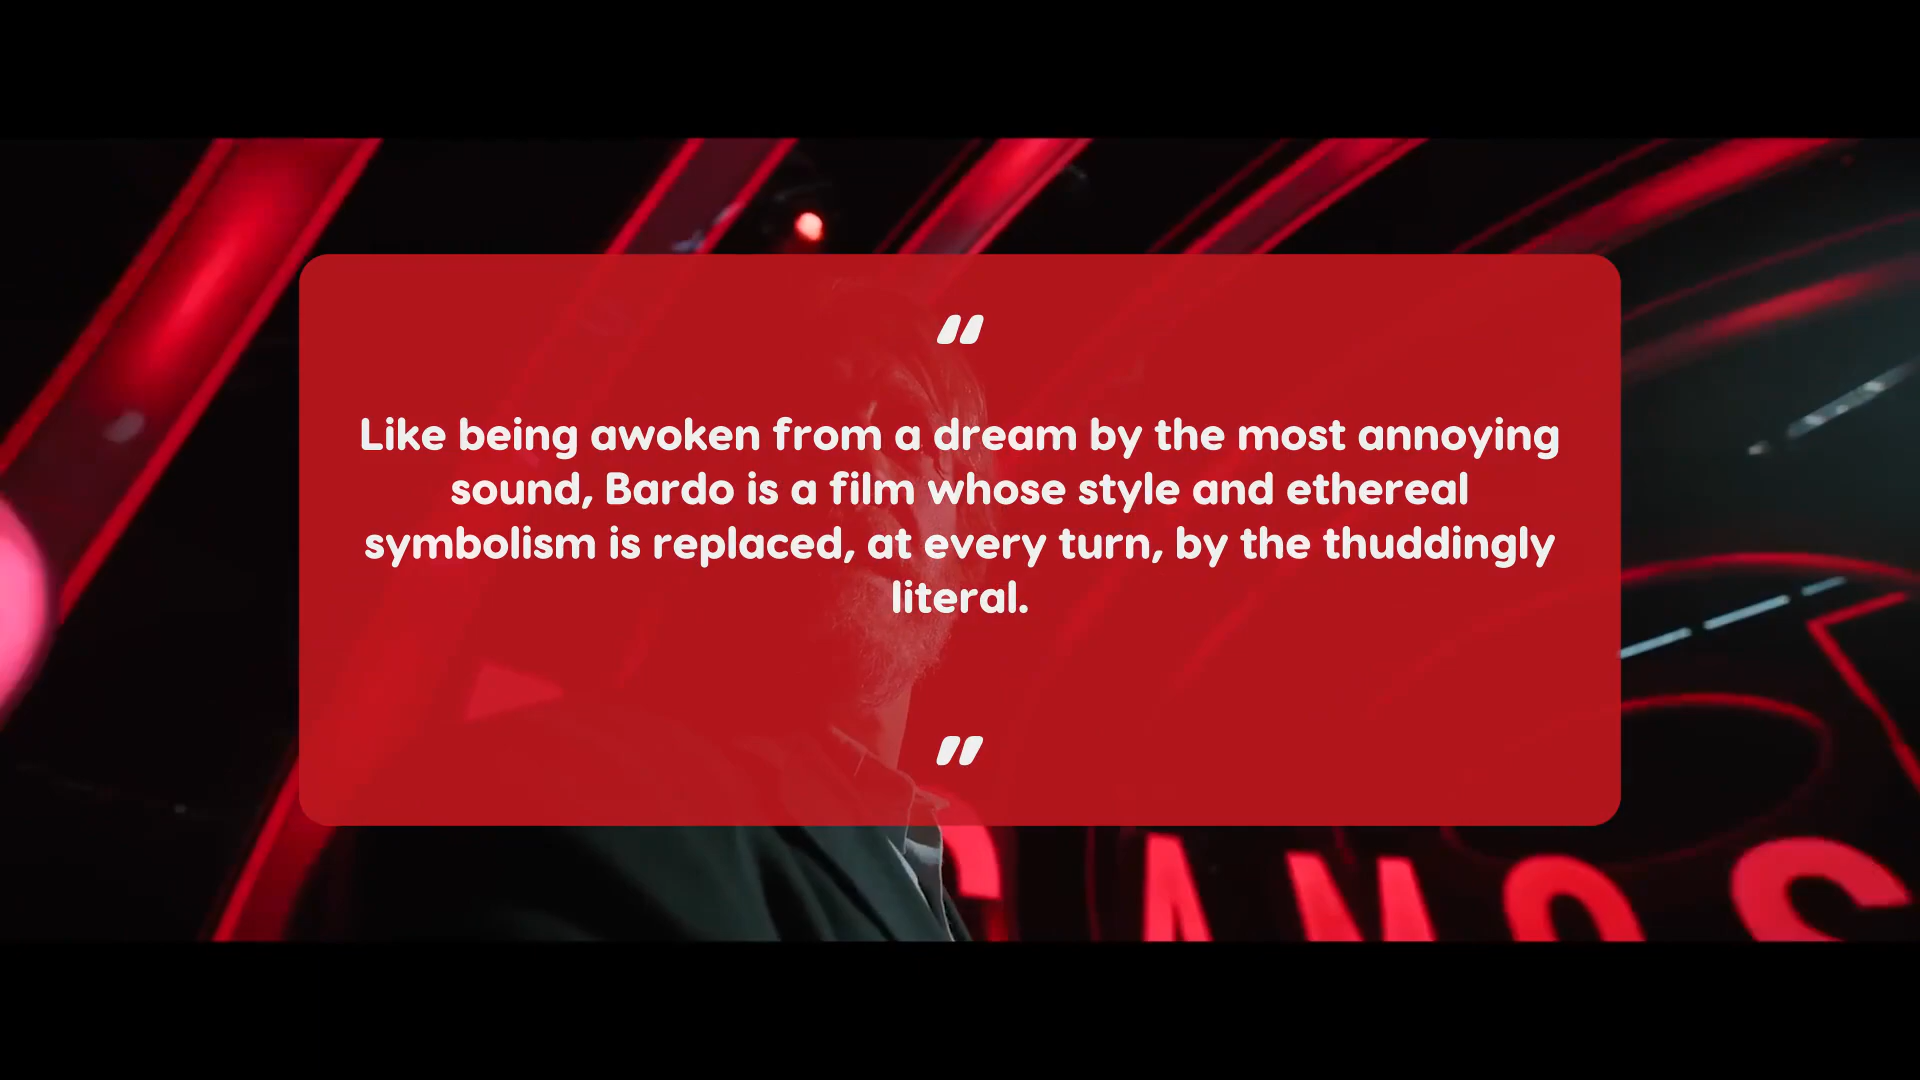 “
Like being awoken from a dream by the most annoying
sound, Bardo is a film whose style and ethereal
symbolism is replaced, at every turn, by the thuddingly
literal.
”
GAMOS